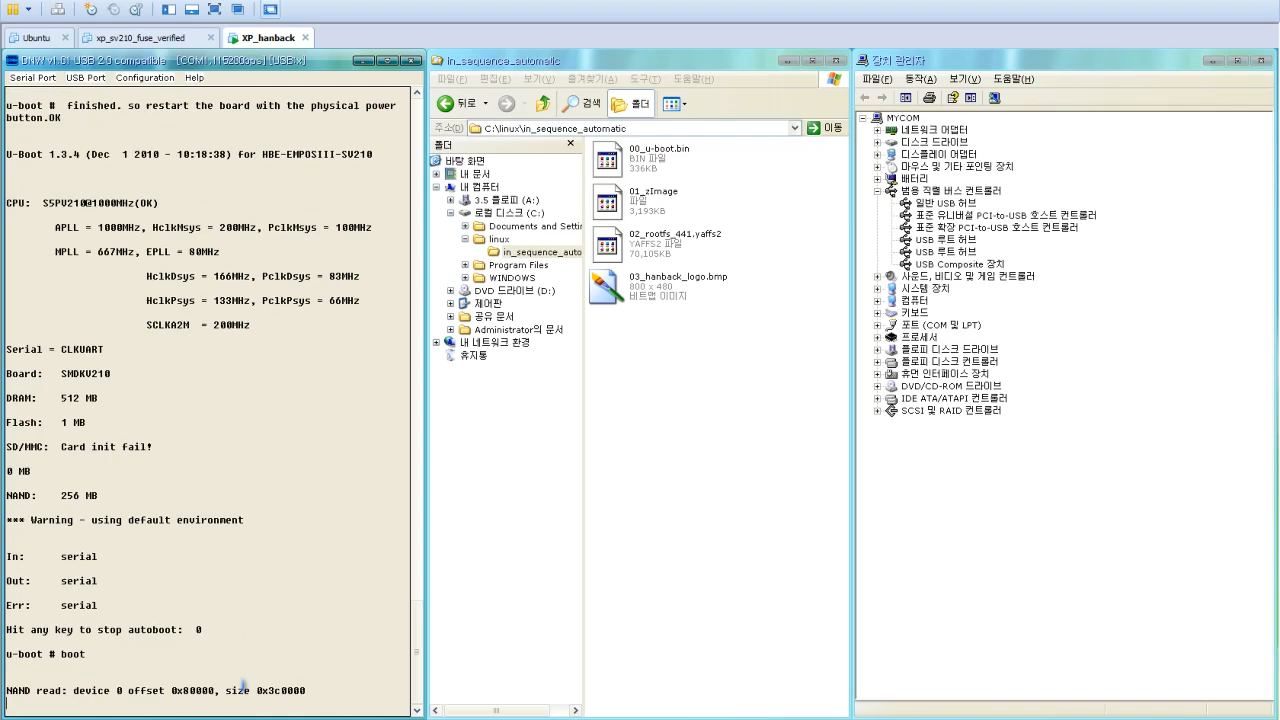 Ubuntu
xp_sv210_fuse_verified
XP_hanback
DNW v1.01 USB 2.0 compatible [COM1,115200bps] [USB:x]
Serial Port USB Port Configuration Help
u-boot # finished. so restart the board with the physical power
button.OK
U-Boot 1.3.4 (Dec 1 2010 - 10:18:38) for HBE-EMPOSIII-SV210
CPU: S5PV210@1000MHz(OK)
APLL = 1000MHz, HclkMsys = 200MHz, PclkMsys = 100MHz
MPLL = 667MHz, EPLL = 80MHz
HclkDsys = 166MHz, PclkDsys = 83MHz
HclkPsys = 133MHz, PclkPsys = 66MHz
SCLKA2M = 200MHz
Serial = CLKUART
Board: SMDKV210
DRAM: 512 MB
Flash: 1 MB
SD/MMC: Card init fail!
0 MB
NAND: 256 MB
*** Warning - using default environment
In: serial
Out: serial
Err: serial
Hit any key to stop autoboot: 0
u-boot # boot
NAND read: device 0 offset 0x80000, size 0x3c0000
in_sequence_automatic
파일(F) 편집(E) 보기(V) 즐겨찾기(A) 도구(T) 도움말(H)
뒤로 검색 폴더
주소(D) C:\linux\in_sequence_automatic 이동
폴더
바탕 화면
내 문서
내 컴퓨터
3.5 플로피 (A:)
로컬 디스크 (C:)
Documents and Setti
linux
in_sequence_auto
Program Files
WINDOWS
DVD 드라이브 (D:)
제어판
공유 문서
Administrator의 문서
내 네트워크 환경
휴지통
00_u-boot.bin
BIN 파일
336KB
01_zImage
파일
3,193KB
02_rootfs_441.yaffs2
YAFFS2 파일
70,105KB
03_hanback_logo.bmp
800 x 480
비트맵 이미지
장치 관리자
파일(F) 동작(A) 보기(V) 도움말(H)
MYCOM
네트워크 어댑터
디스크 드라이브
디스플레이 어댑터
마우스 및 기타 포인팅 장치
배터리
범용 직렬 버스 컨트롤러
일반 USB 허브
표준 유니버설 PCI-to-USB 호스트 컨트롤러
표준 확장 PCI-to-USB 호스트 컨트롤러
USB 루트 허브
USB 루트 허브
USB Composite 장치
사운드, 비디오 및 게임 컨트롤러
시스템 장치
컴퓨터
키보드
포트 (COM 및 LPT)
프로세서
플로피 디스크 드라이브
플로피 디스크 컨트롤러
휴먼 인터페이스 장치
DVD/CD-ROM 드라이브
IDE ATA/ATAPI 컨트롤러
SCSI 및 RAID 컨트롤러